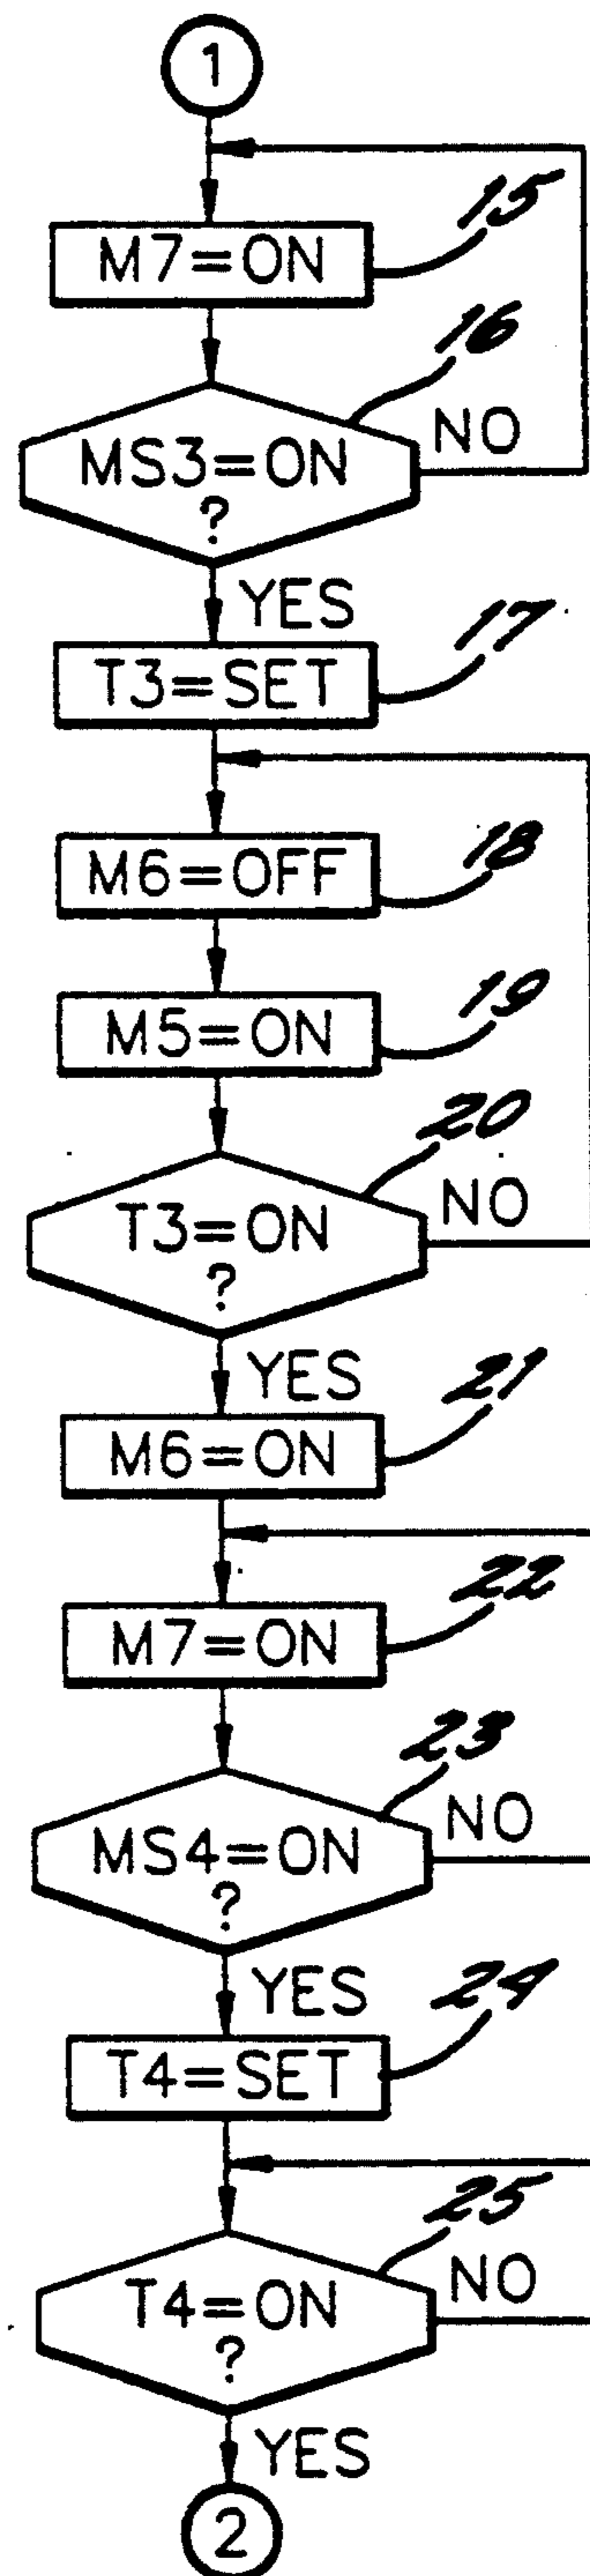 1
15
M7=ON
16
MS3=ON
?
NO
YES
17
T3=SET
18
M6=OFF
19
M5=ON
20
T3=ON
?
NO
YES
21
M6=ON
22
M7=ON
23
MS4=ON
?
NO
YES
24
T4=SET
25
T4=ON
?
NO
YES
2